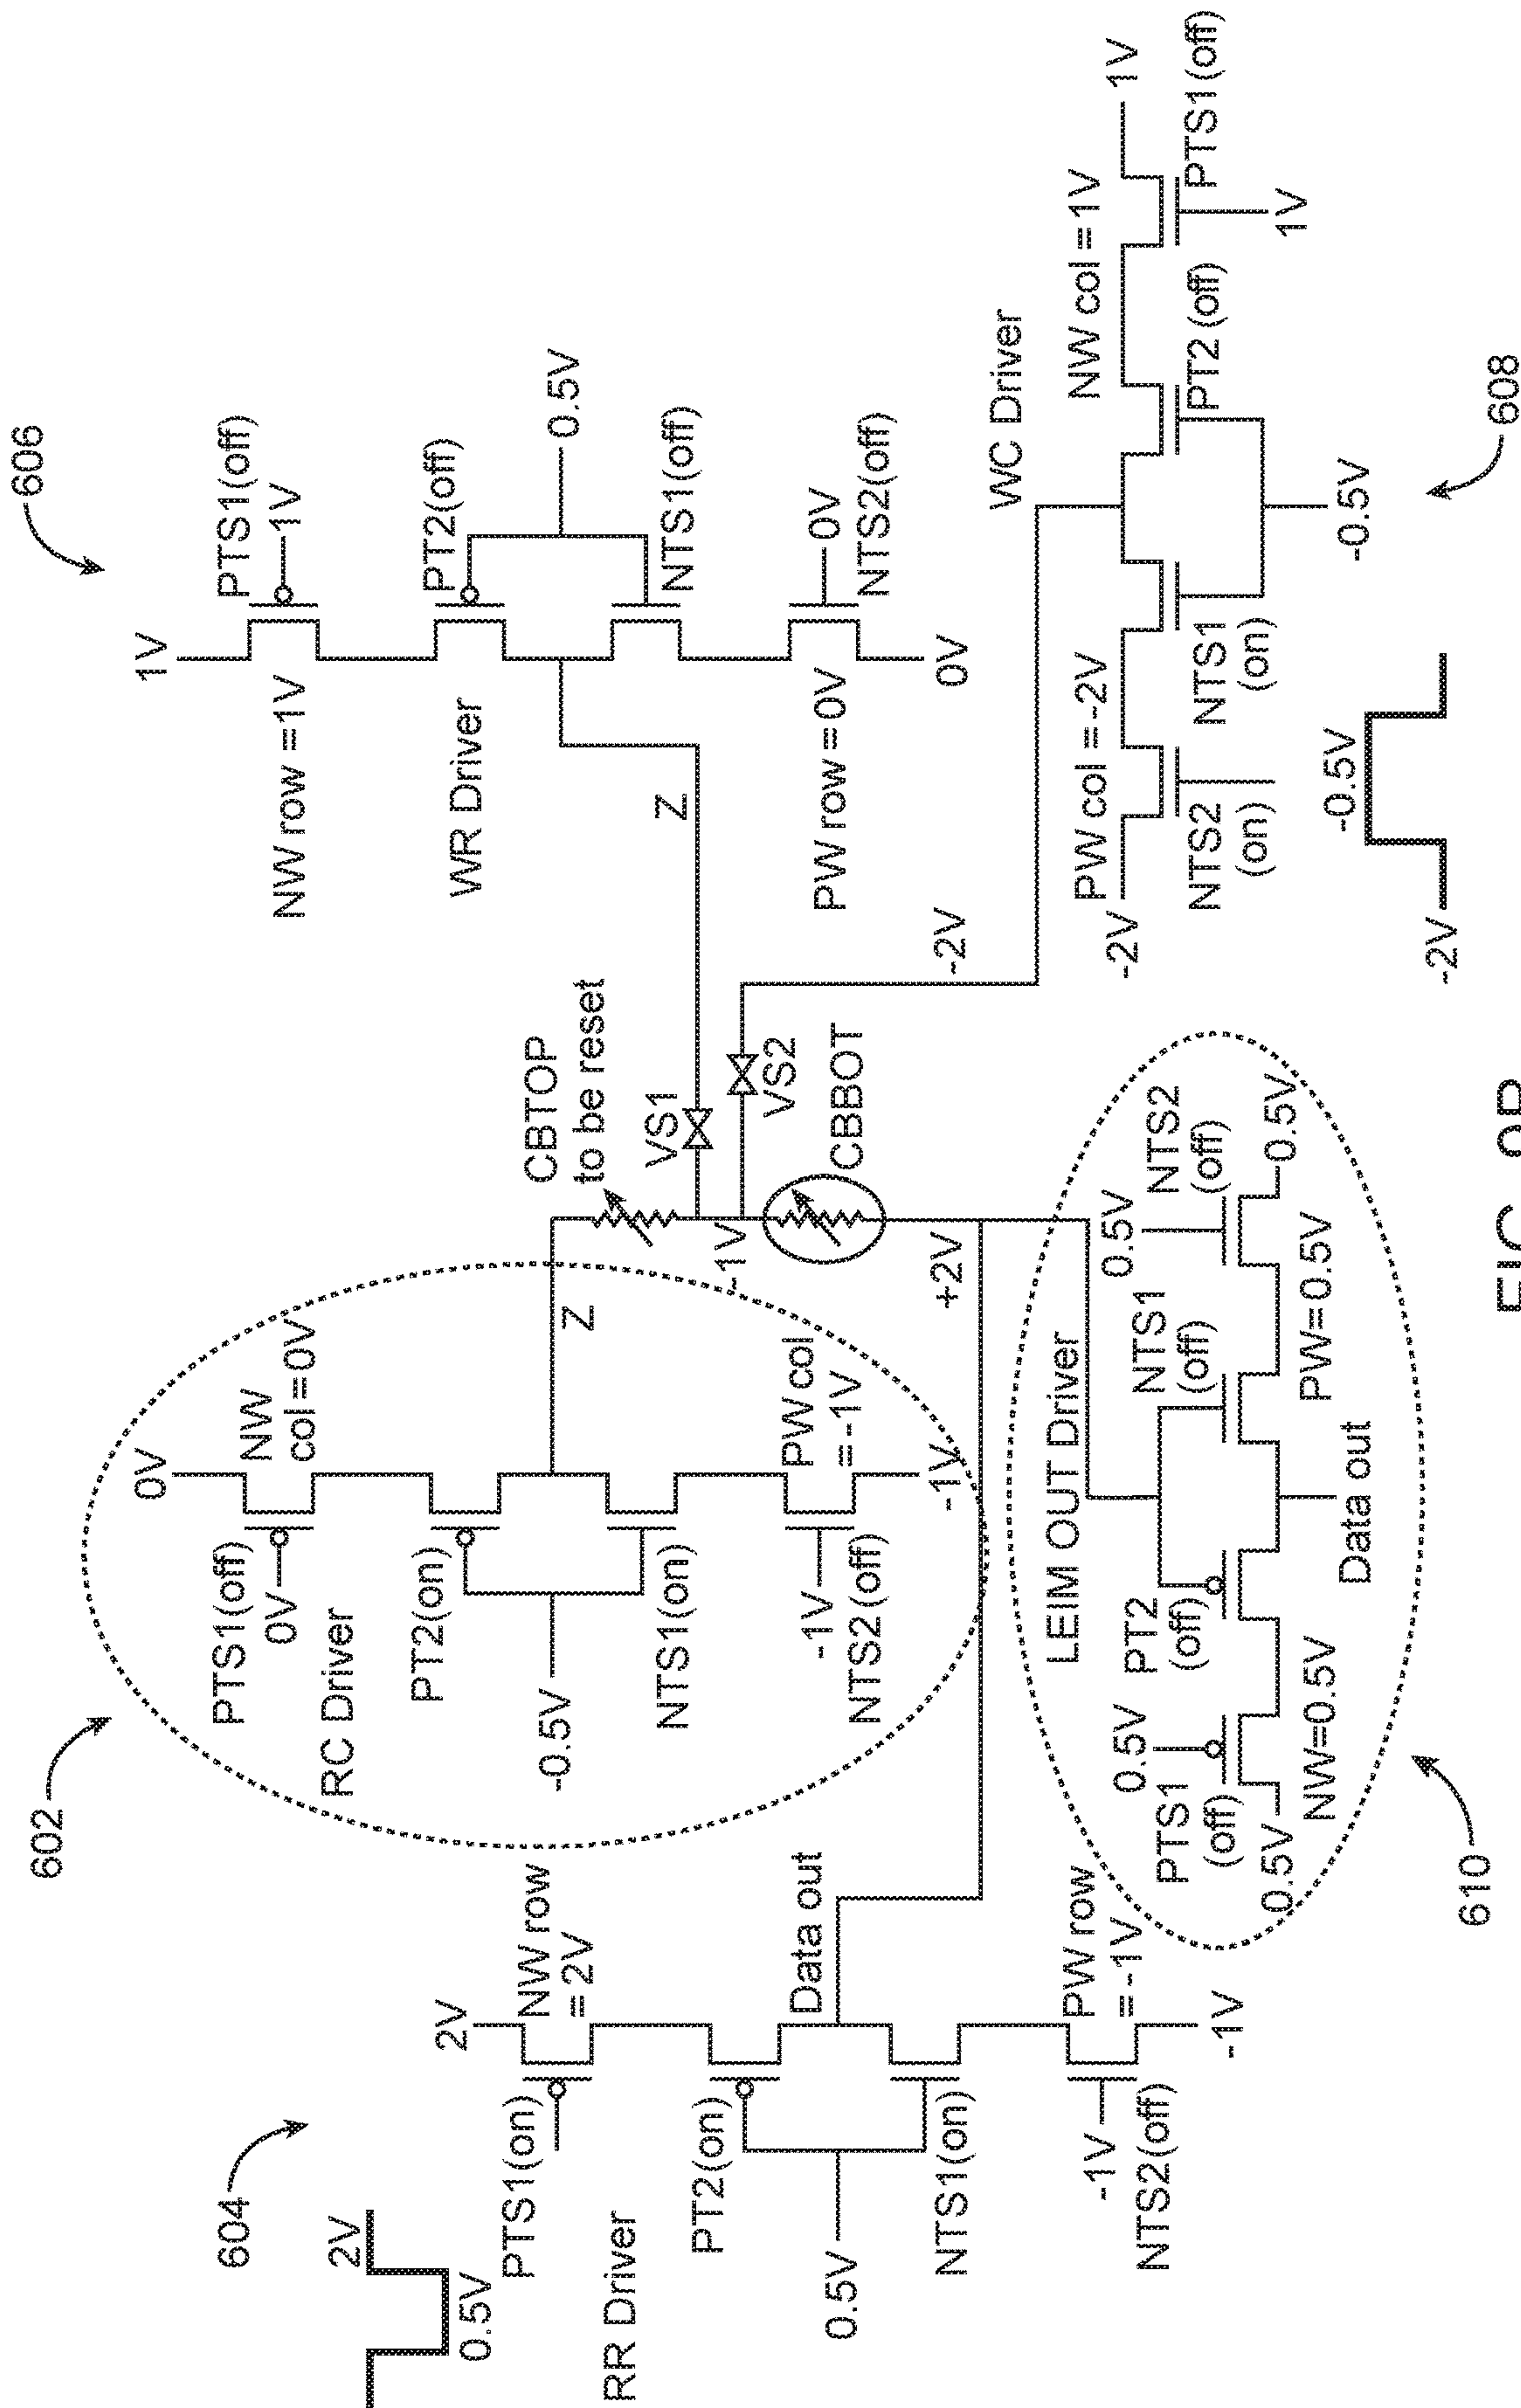 606
1V
PTS1(off)
1V
NW row = 1V
PT2(off)
WR Driver
0.5V
NTS1(off)
Z
0V
PW row = 0V
NTS2(off)
0V
602
0V
NW
col = 0V
PTS1(off)
0V
RC Driver
PT2(on)
-0.5V
Z
NTS1(on)
PW col
= -1V
-1V
NTS2(off)
-1V
CBTOP
to be reset
VS1
-1V
VS2
CBBOT
+2V
-2V
604
2V
0.5V
2V
NW row
= 2V
PTS1(on)
RR Driver
PT2(on)
Data out
0.5V
NTS1(on)
PW row
= -1V
-1V
NTS2(off)
-1V
LEIM OUT Driver
0.5V
PTS1
(off)
PT2
(off)
NTS1
(off)
0.5V
NTS2
(off)
0.5V
NW=0.5V
PW=0.5V
0.5V
Data out
610
WC Driver
PW col = -2V
NW col = 1V
-2V
1V
NTS2
(on)
NTS1
(on)
PT2 (off)
PTS1(off)
1V
-0.5V
-0.5V
-2V
608